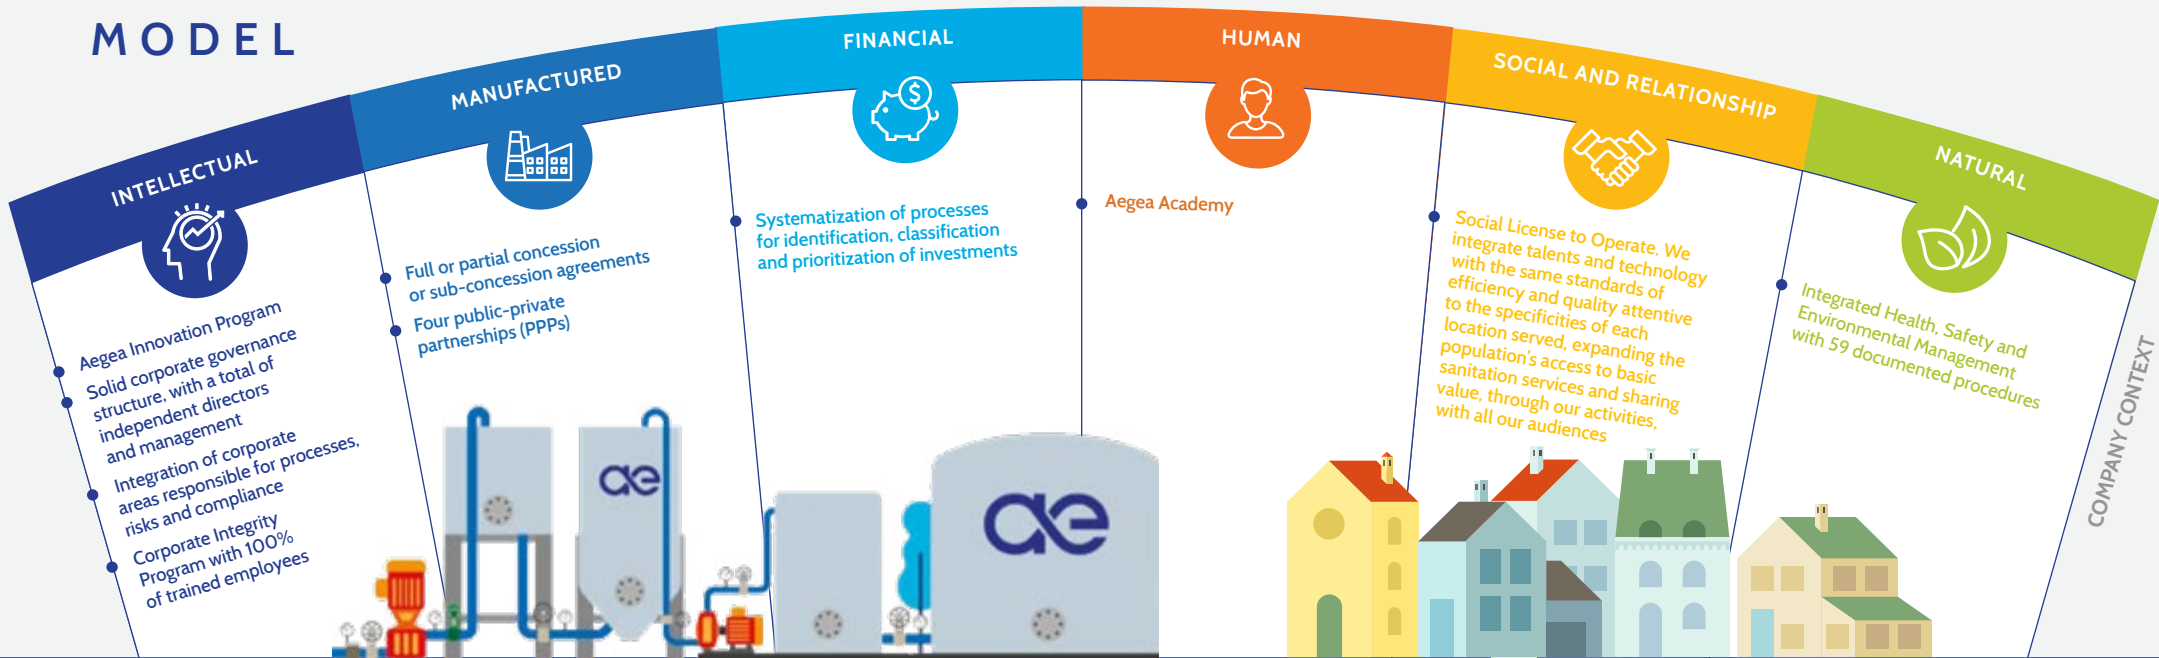 MODEL
INTELLECTUAL
Aegea Innovation Program
Solid corporate governance
structure, with a total of
independent directors
and management
Integration of corporate
areas responsible for processes,
risks and compliance
Corporate Integrity
Program with 100%
of trained employees
MANUFACTURED
Full or partial concession
or sub-concession agreements
Four public-private
partnerships (PPPs)
FINANCIAL
$
Systematization of processes
for identification, classification
and prioritization of investments
HUMAN
Aegea Academy
SOCIAL AND RELATIONSHIP
Social License to Operate. We
integrate talents and technology
with the same standards of
efficiency and quality attentive
to the specificities of each
location served, expanding the
population's access to basic
sanitation services and sharing
value, through our activities,
with all our audiences
NATURAL
Integrated Health, Safety and
Environmental Management
with 59 documented procedures
COMPANY CONTEXT
ae
ae